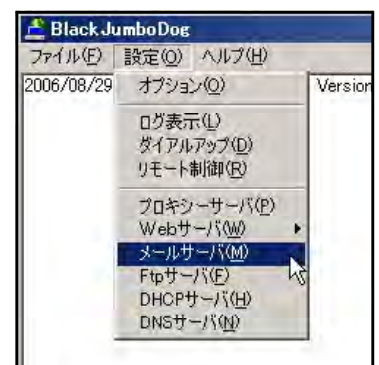 BlackJumboDog
ファイル(F) 設定(O) ヘルプ(H)
2006/08/29 オプション(O) Version
ログ表示(L)
ダイアルアップ(D)
リモート制御(R)
プロキシーサーバ(P)
Webサーバ(W)
メールサーバ(M)
Ftpサーバ(F)
DHCPサーバ(H)
DNSサーバ(N)